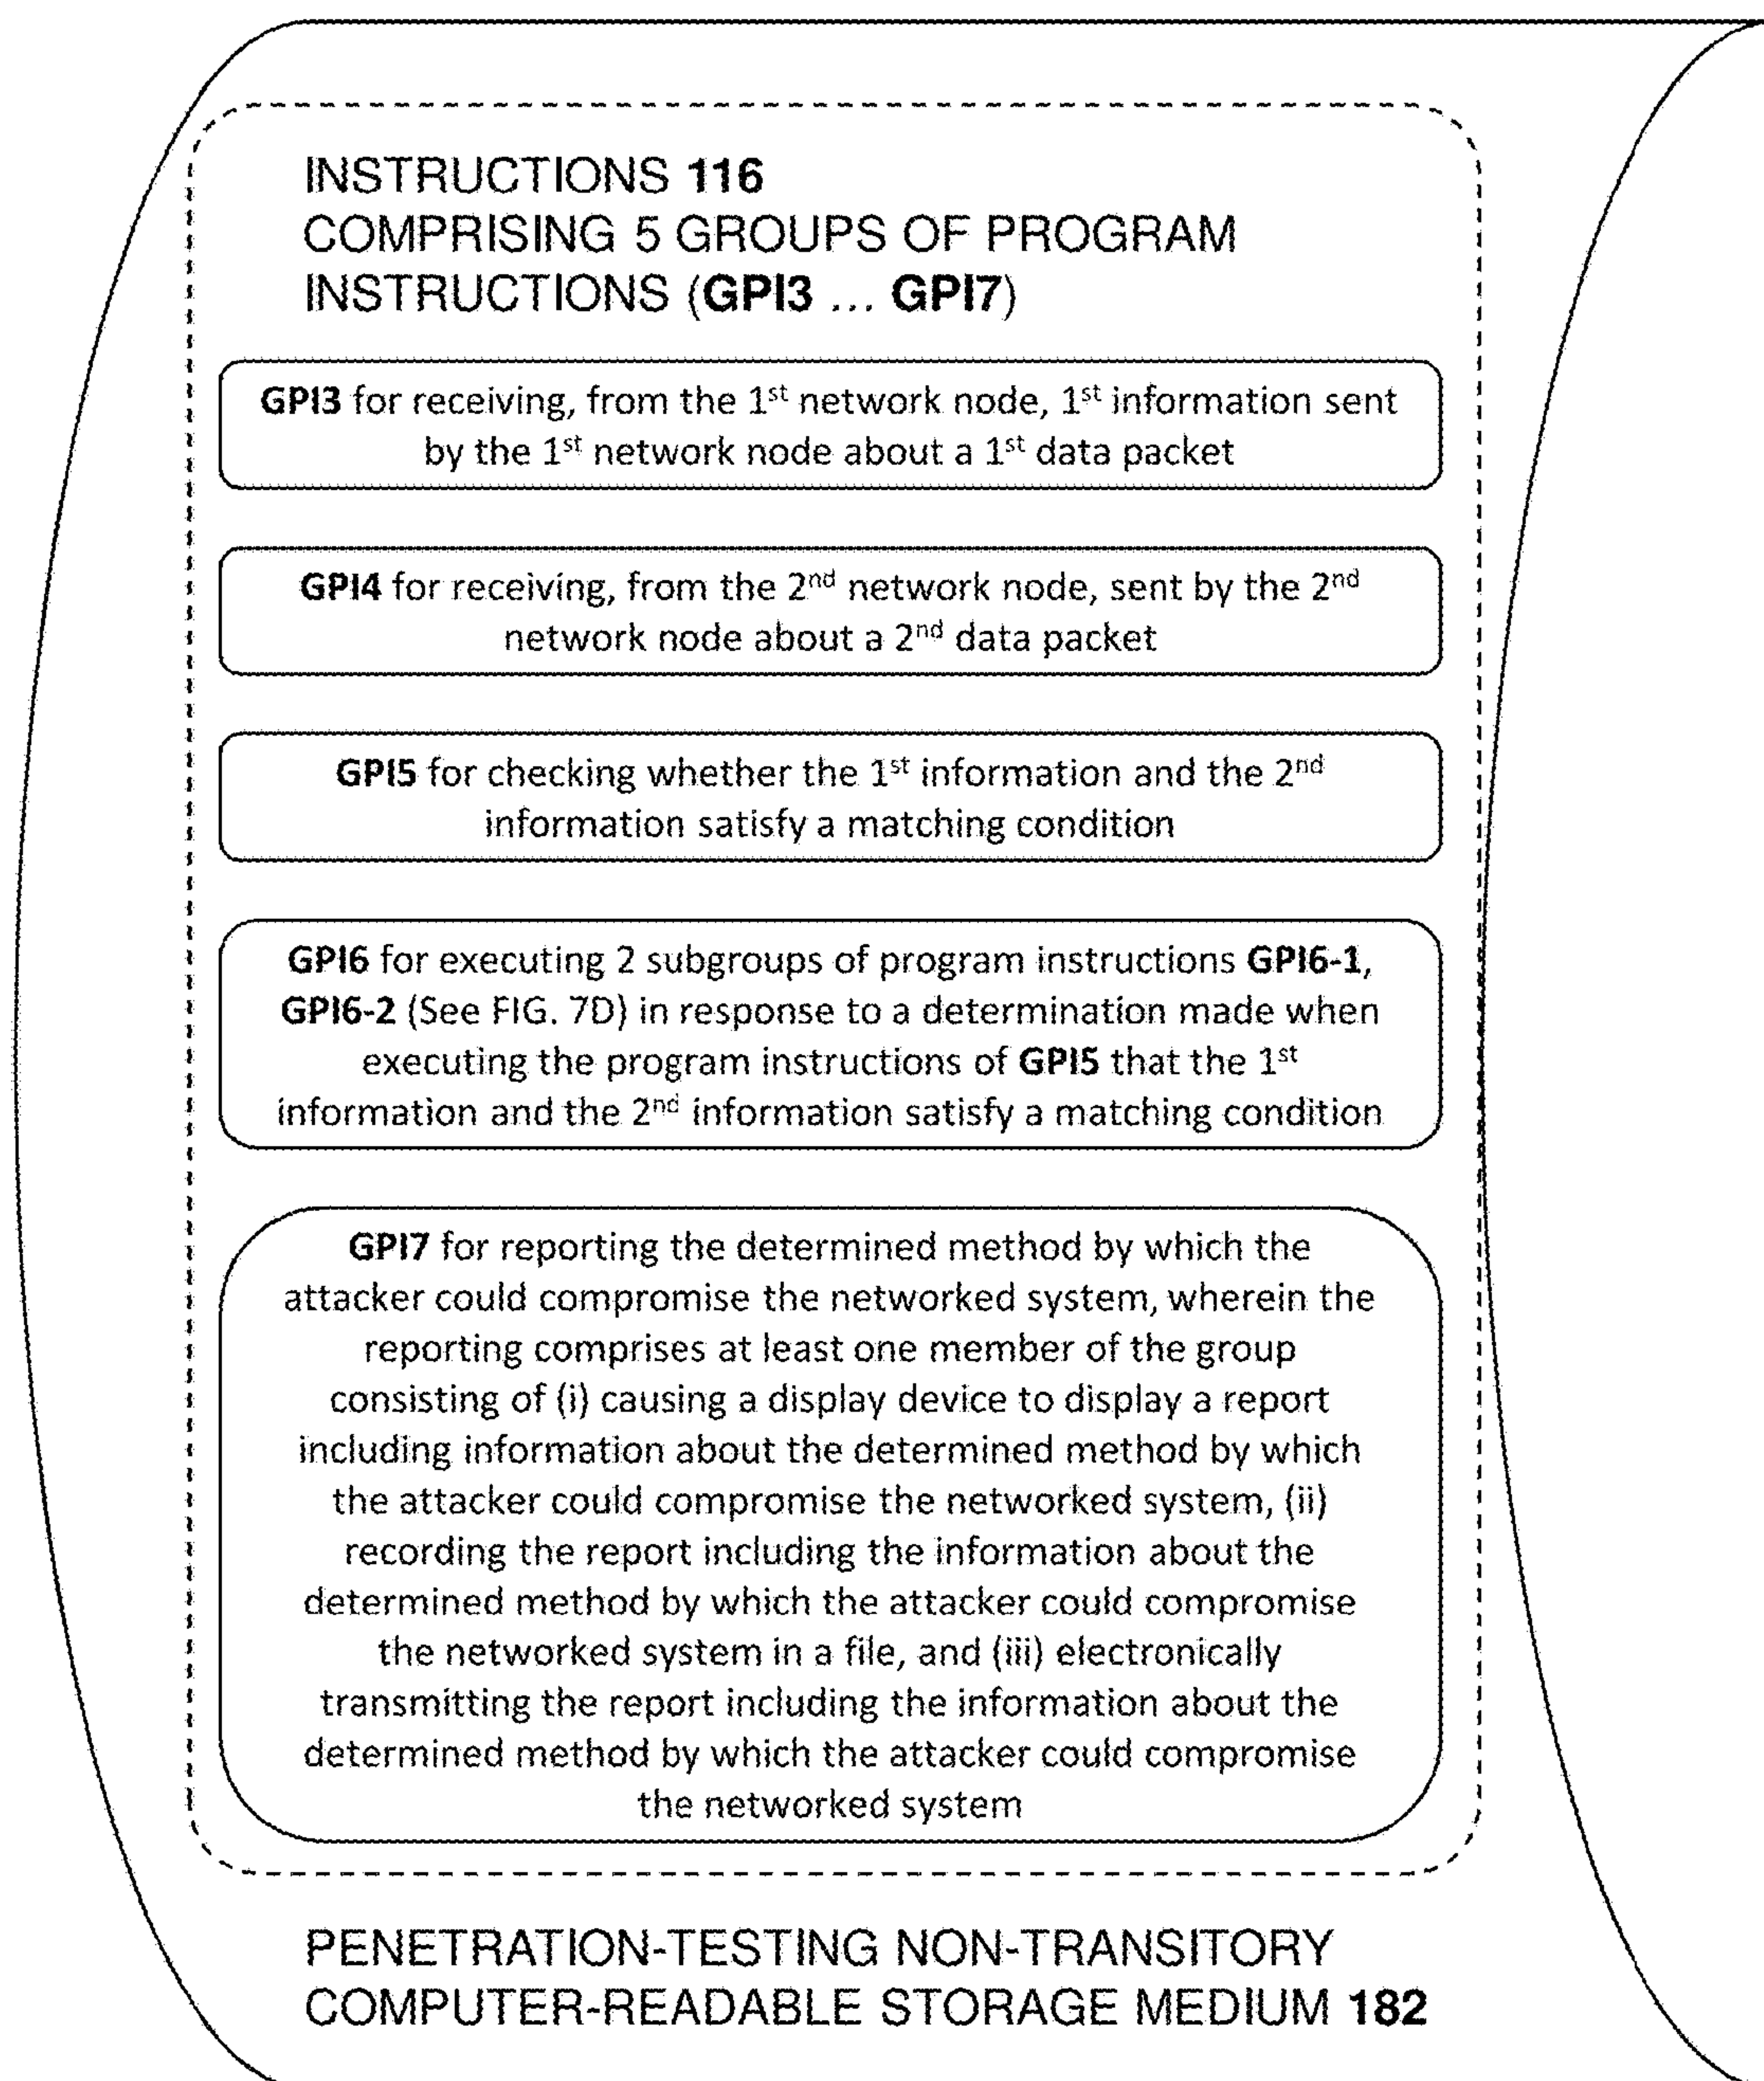 INSTRUCTIONS 116
COMPRISING 5 GROUPS OF PROGRAM
INSTRUCTIONS (GPI3 ... GPI7)
GPI3 for receiving, from the 1st network node, 1st information sent
by the 1st network node about a 1st data packet
GPI4 for receiving, from the 2nd network node, sent by the 2nd
network node about a 2nd data packet
GPI5 for checking whether the 1st information and the 2nd
information satisfy a matching condition
GPI6 for executing 2 subgroups of program instructions GPI6-1,
GPI6-2 (See FIG. 7D) in response to a determination made when
executing the program instructions of GPI5 that the 1st
information and the 2nd information satisfy a matching condition
GPI7 for reporting the determined method by which the
attacker could compromise the networked system, wherein the
reporting comprises at least one member of the group
consisting of (i) causing a display device to display a report
including information about the determined method by which
the attacker could compromise the networked system, (ii)
recording the report including the information about the
determined method by which the attacker could compromise
the networked system in a file, and (iii) electronically
transmitting the report including the information about the
determined method by which the attacker could compromise
the networked system
PENETRATION-TESTING NON-TRANSITORY
COMPUTER-READABLE STORAGE MEDIUM 182